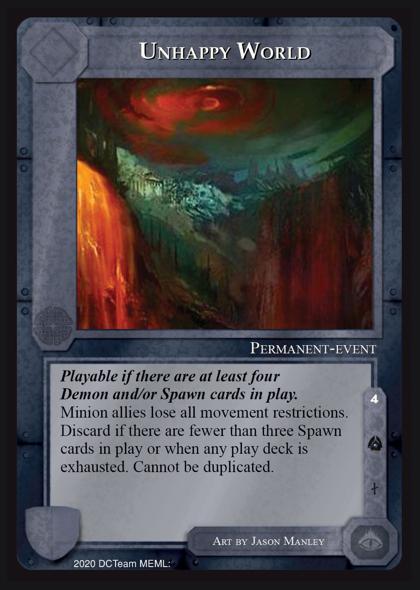 Unhappy World
Permanent-event
Playable if there are at least four
Demon and/or Spawn cards in play.
Minion allies lose all movement restrictions.
Discard if there are fewer than three Spawn
cards in play or when any play deck is
exhausted. Cannot be duplicated.
4
Art by Jason Manley
2020 DCTeam MEML: